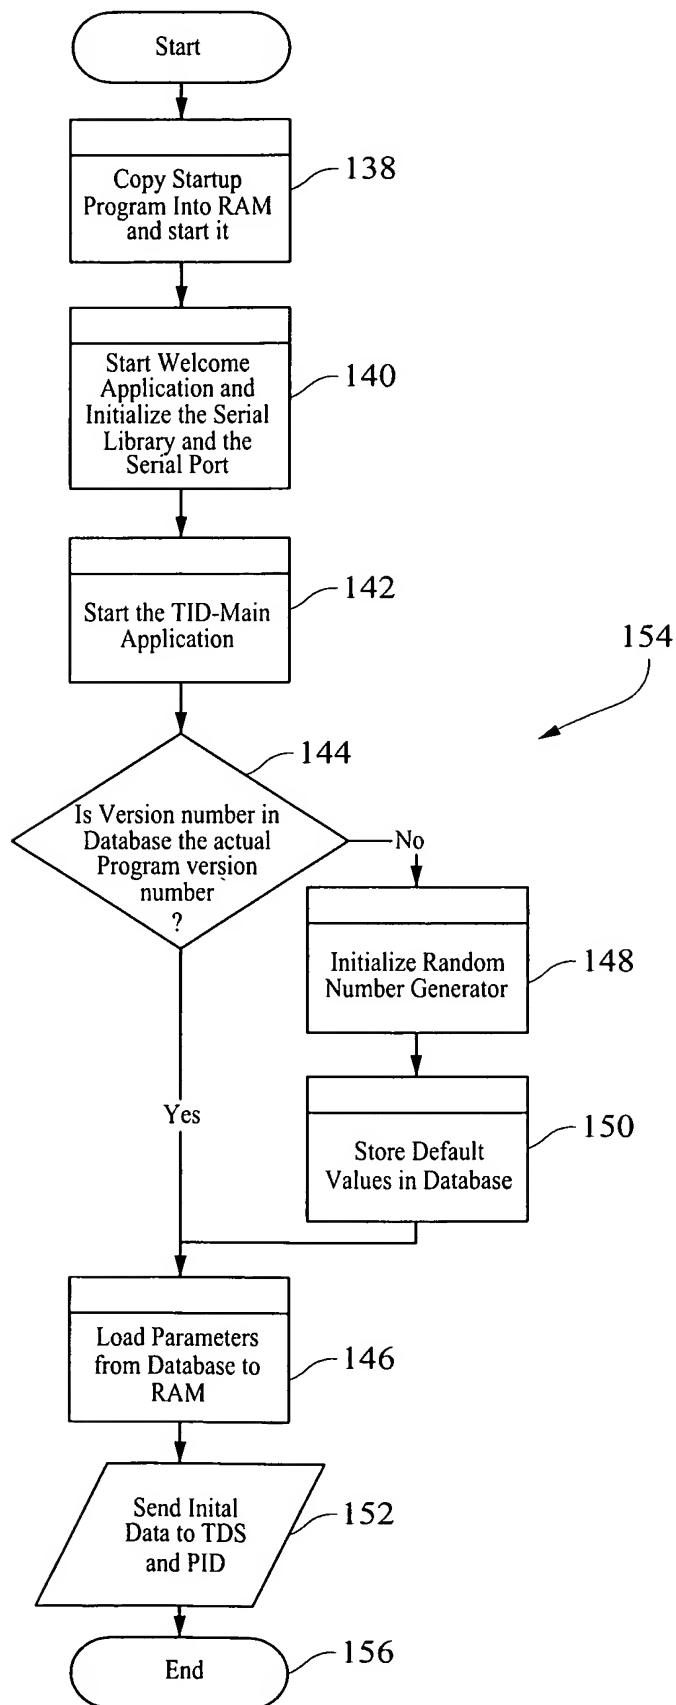 Start
Copy Startup
Program Into RAM
and start it
138
Start Welcome
Application and
Initialize the Serial
Library and the
Serial Port
140
Start the TID-Main
Application
142
154
144
Is Version number in
Database the actual
Program version
number
?
No
Initialize Random
Number Generator
148
Yes
Store Default
Values in Database
150
Load Parameters
from Database to
RAM
146
Send Inital
Data to TDS
and PID
152
End
156